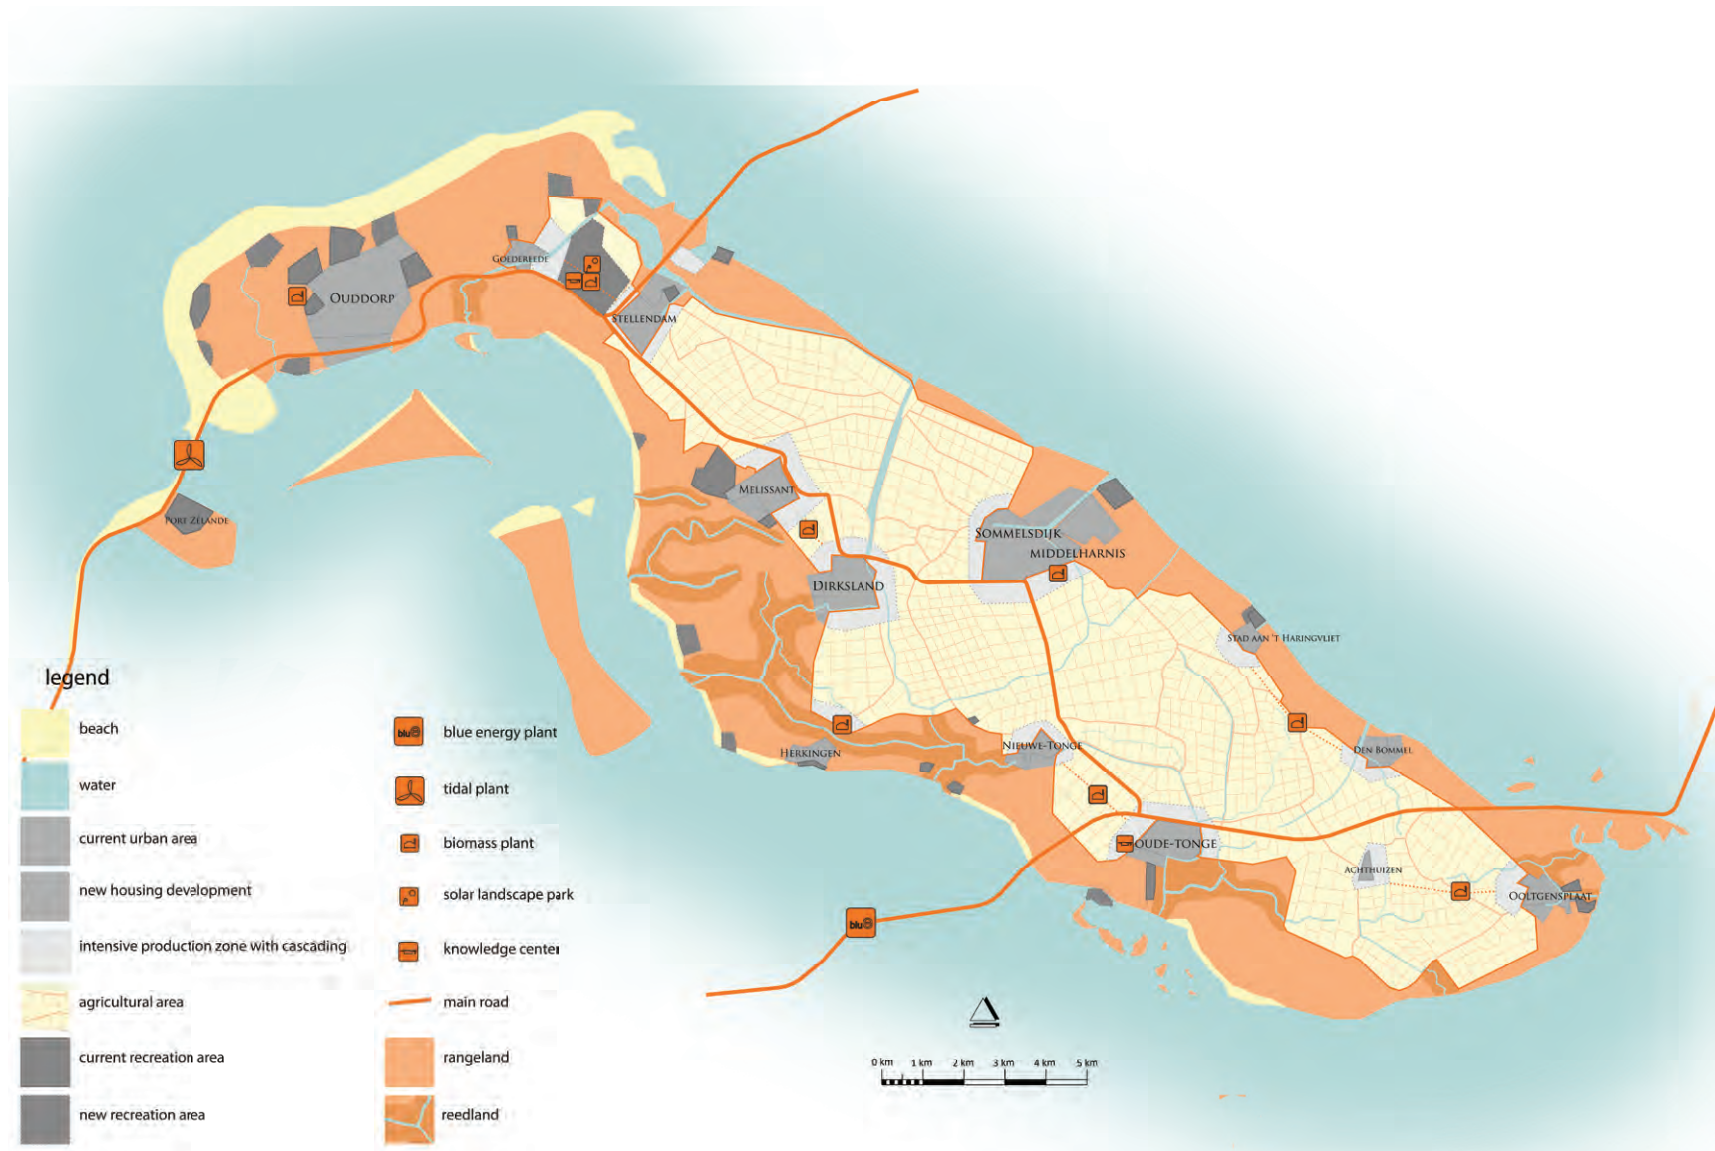 Goldereede
Ouddorp
Stellendam
Port Zélande
Melissant
Sommelsdijk
middelharnis
Dirksland
Stad aan 't Haringvliet
Herkingen
Nieuwe-Tonge
Den Bommel
Oude-Tonge
Achthuizen
Ooltgensplaat
blu
legend
beach
water
current urban area
new housing development
intensive production zone with cascading
agricultural area
current recreation area
new recreation area
blu
blue energy plant
tidal plant
biomass plant
solar landscape park
knowledge center
main road
rangeland
reedland
0 km 1 km 2 km 3 km 4 km 5 km